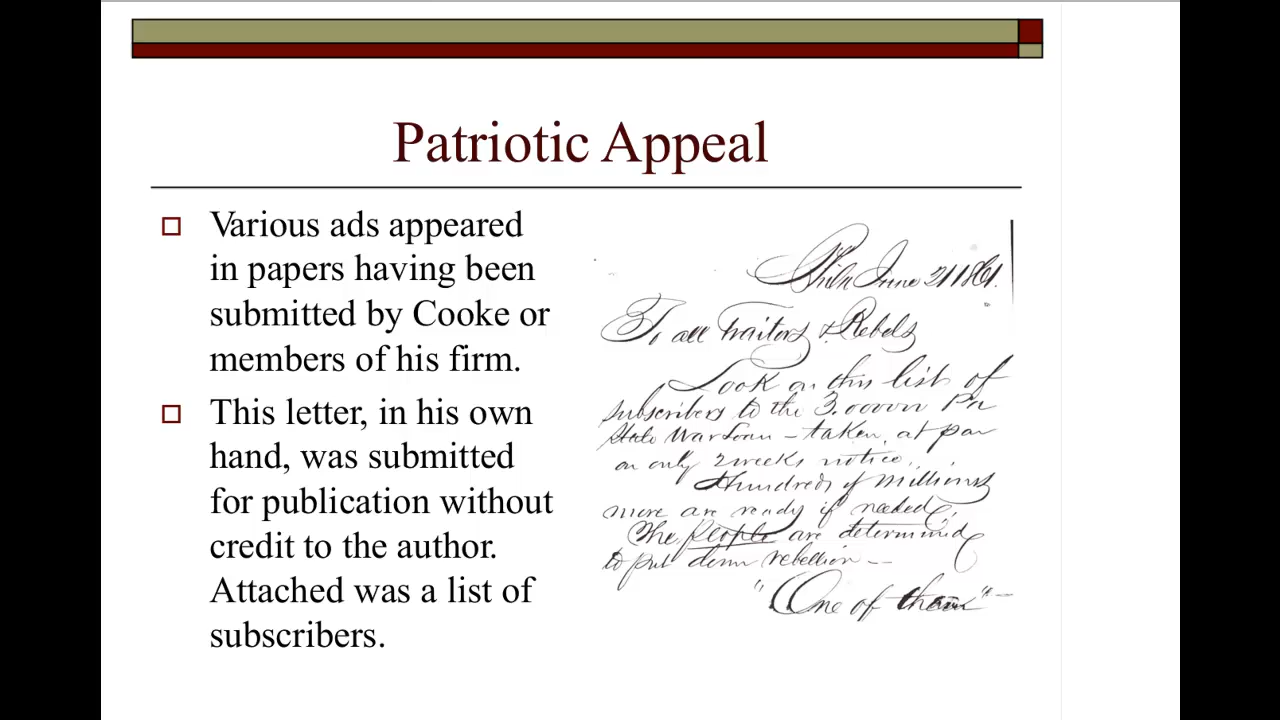 Patriotic Appeal
Various ads appeared
in papers having been
submitted by Cooke or
members of his firm.
This letter, in his own
hand, was submitted
for publication without
credit to the author.
Attached was a list of
subscribers.
Phila June 21 1861.
To all Traitors & Rebels
Look on this list of
subscribers to the 3.00000 Pa
State War Loan – taken, at par
on only 2 weeks notice.
Hundreds of Millions
more are ready if needed,
The People are determined
to put down rebellion --
"One of them" —